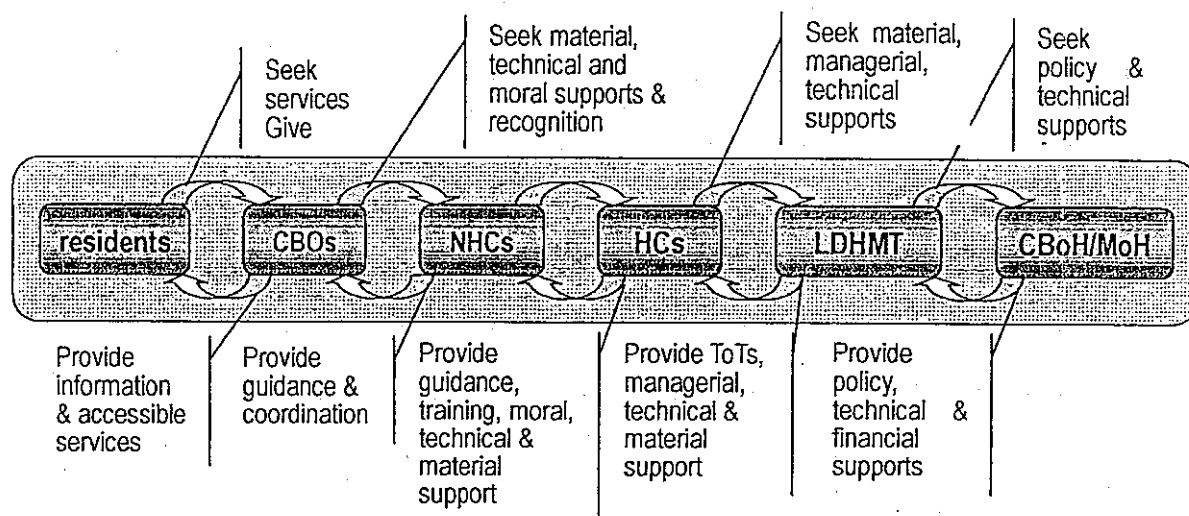 Seek
services
Give
Seek material,
technical and
moral supports &
recognition
Seek material,
managerial,
technical
supports
Seek
policy &
technical
supports
residents
CBOs
NHCs
HCs
LDHMT
CBoH/MoH
Provide
information
& accessible
services
Provide
guidance &
coordination
Provide
guidance,
training, moral,
technical &
material
support
Provide ToTs,
managerial,
technical &
material
support
Provide
policy,
technical &
financial
supports